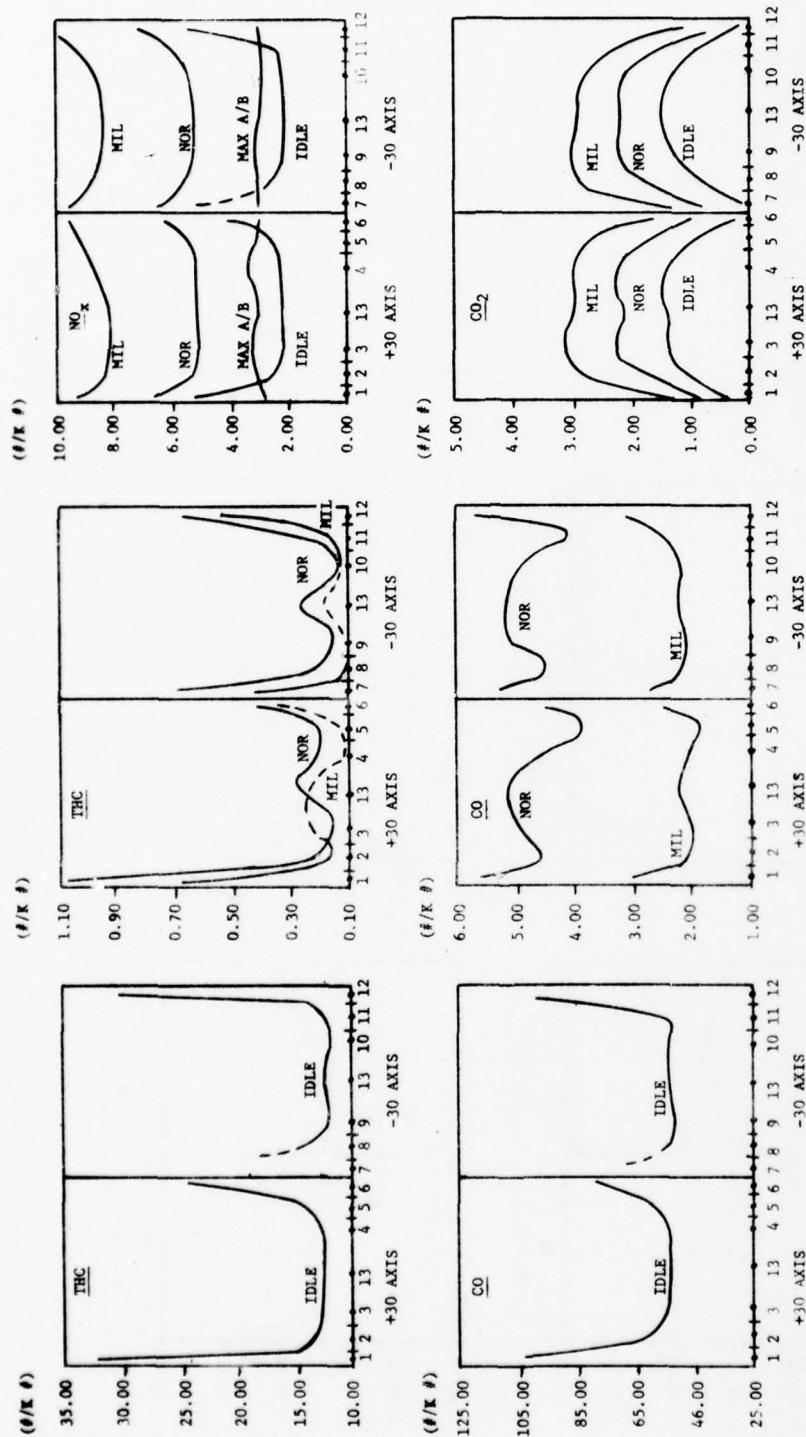 (#/K #) (#/K #) (#/K #)
35.00
30.00
25.00
20.00
15.00
10.00
THC
IDLE
IDLE
1 2 3 13 4 5 6 7 8 9 13 10 11 12
+30 AXIS -30 AXIS
1.10
0.90
0.70
0.50
0.30
0.10
THC
NOR
MIL
NOR
MIL
1 2 3 13 4 5 6 7 8 9 13 10 11 12
+30 AXIS -30 AXIS
10.00
8.00
6.00
4.00
2.00
0.00
NOx
MIL
NOR
MAX A/B
IDLE
MIL
NOR
MAX A/B
IDLE
1 2 3 13 4 5 6 7 8 9 13 10 11 12
+30 AXIS -30 AXIS
(#/K #) (#/K #) (#/K #)
125.00
105.00
85.00
65.00
45.00
25.00
CO
IDLE
IDLE
1 2 3 13 4 5 6 7 8 9 13 10 11 12
+30 AXIS -30 AXIS
6.00
5.00
4.00
3.00
2.00
1.00
CO
NOR
MIL
NOR
MIL
1 2 3 13 4 5 6 7 8 9 13 10 11 12
+30 AXIS -30 AXIS
5.00
4.00
3.00
2.00
1.00
0.00
CO2
MIL
NOR
IDLE
MIL
NOR
IDLE
1 2 3 13 4 5 6 7 8 9 13 10 11 12
+30 AXIS -30 AXIS